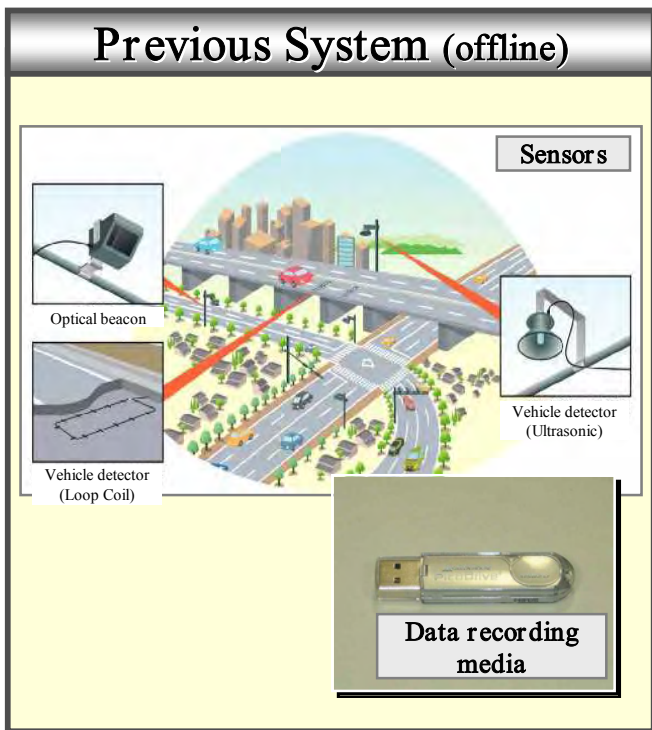 Previous System (offline)
Sensors
Optical beacon
Vehicle detector
(Loop Coil)
Vehicle detector
(Ultrasonic)
Data recording
media